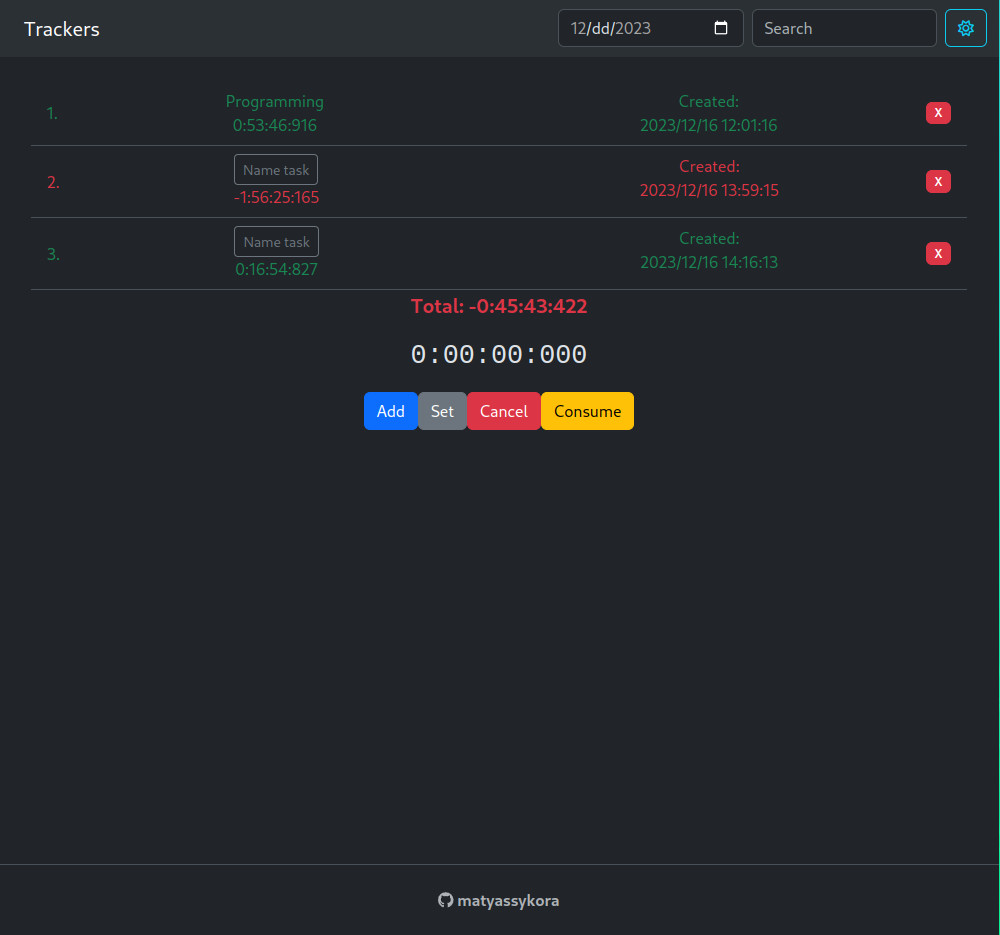 Trackers
12/dd/2023
Search
1.
Programming
0:53:46:916
Created:
2023/12/16 12:01:16
X
2.
Name task
-1:56:25:165
Created:
2023/12/16 13:59:15
X
3.
Name task
0:16:54:827
Created:
2023/12/16 14:16:13
X
Total: -0:45:43:422
0:00:00:000
Add Set Cancel Consume
matyassykora